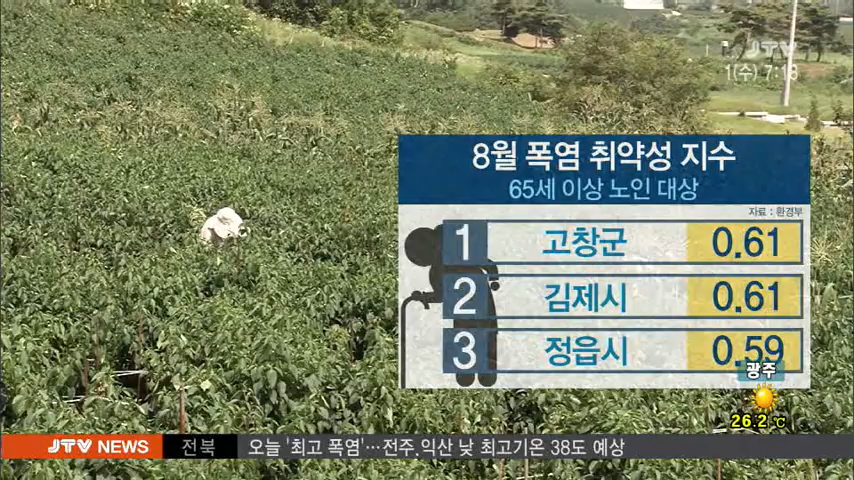 JTV
1(수) 7:18
8월 폭염 취약성 지수
65세 이상 노인 대상
자료 : 환경부
1 고창군 0.61
2 김제시 0.61
3 정읍시 0.59
광주
26.2℃
JTV NEWS 전북 오늘 '최고 폭염'…전주,익산 낮 최고기온 38도 예상